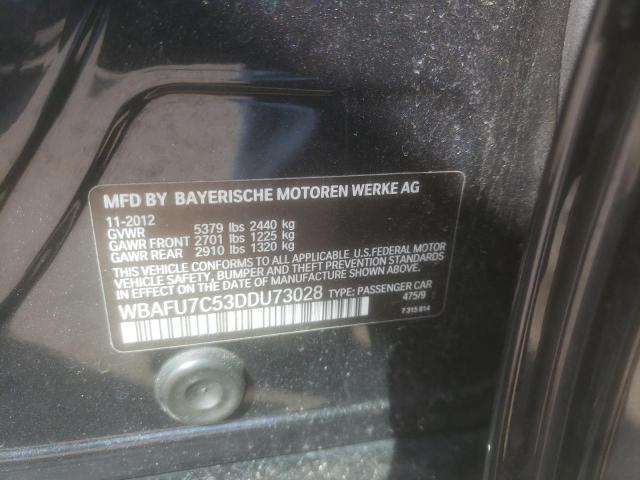 MFD BY BAYERISCHE MOTOREN WERKE AG
11-2012
GVWR 5379 lbs 2440 kg
GAWR FRONT 2701 lbs 1225 kg
GAWR REAR 2910 lbs 1320 kg
THIS VEHICLE CONFORMS TO ALL APPLICABLE U.S.FEDERAL MOTOR
VEHICLE SAFETY, BUMPER AND THEFT PREVENTION STANDARDS
IN EFFECT ON THE DATE OF MANUFACTURE SHOWN ABOVE.
WBAFU7C53DDU73028 TYPE: PASSENGER CAR
475/9
7 315 814